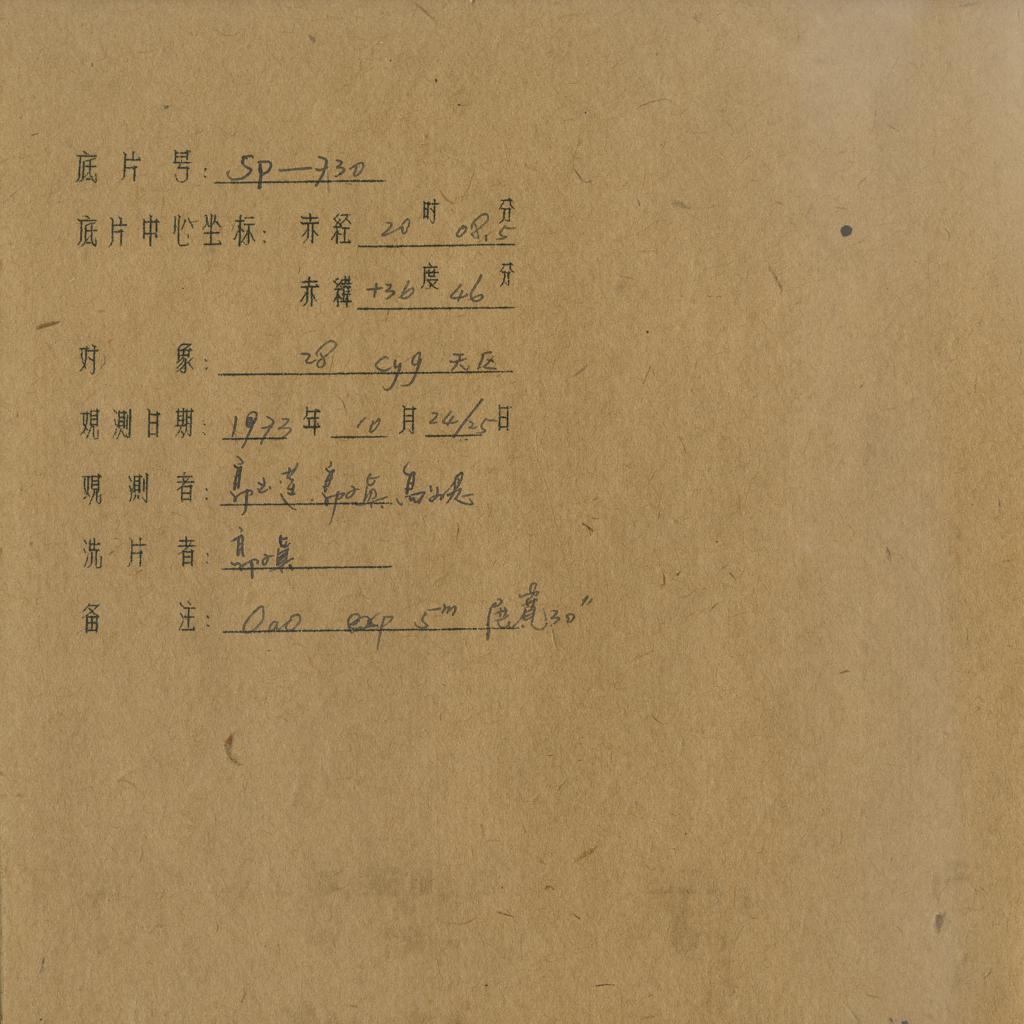 底片号: Sp—730
底片中心坐标: 赤经 20时 08.5分
赤緯 +36度 46分
对象: 28 cyg 天区
观测日期: 1973年 10月 24/25日
观测者:
洗片者:
备注: OaO exp 5ᵐ 30″